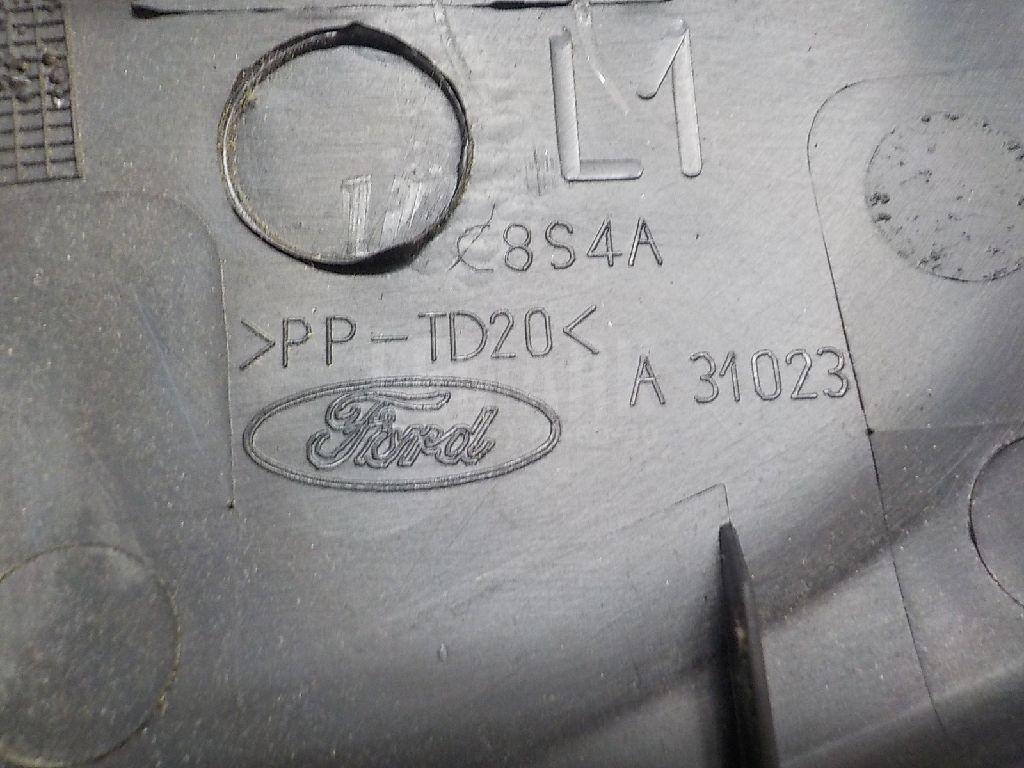 LM
8S4A
>PP-TD20<
A 31023
Ford